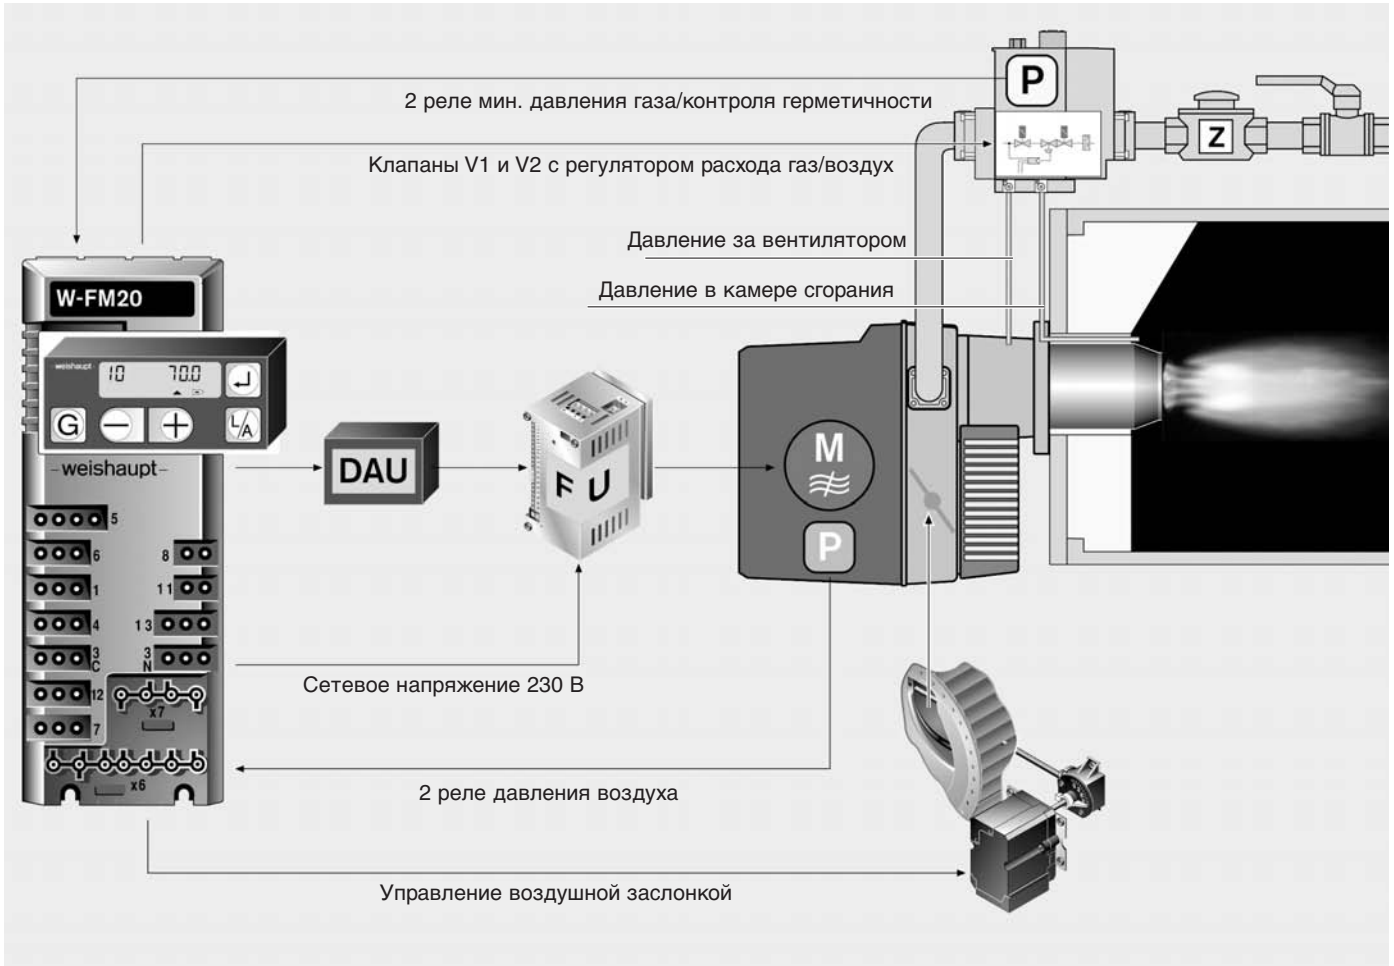 P
2 реле мин. давления газа/контроля герметичности
Z
Клапаны V1 и V2 с регулятором расхода газ/воздух
Давление за вентилятором
Давление в камере сгорания
W-FM20
weishaupt
10 70.0
G
L/A
-weishaupt-
DAU
FU
M
P
5
6 8
1 11
4 13
3 C 3 N
12
x7
7
x6
Сетевое напряжение 230 В
2 реле давления воздуха
Управление воздушной заслонкой